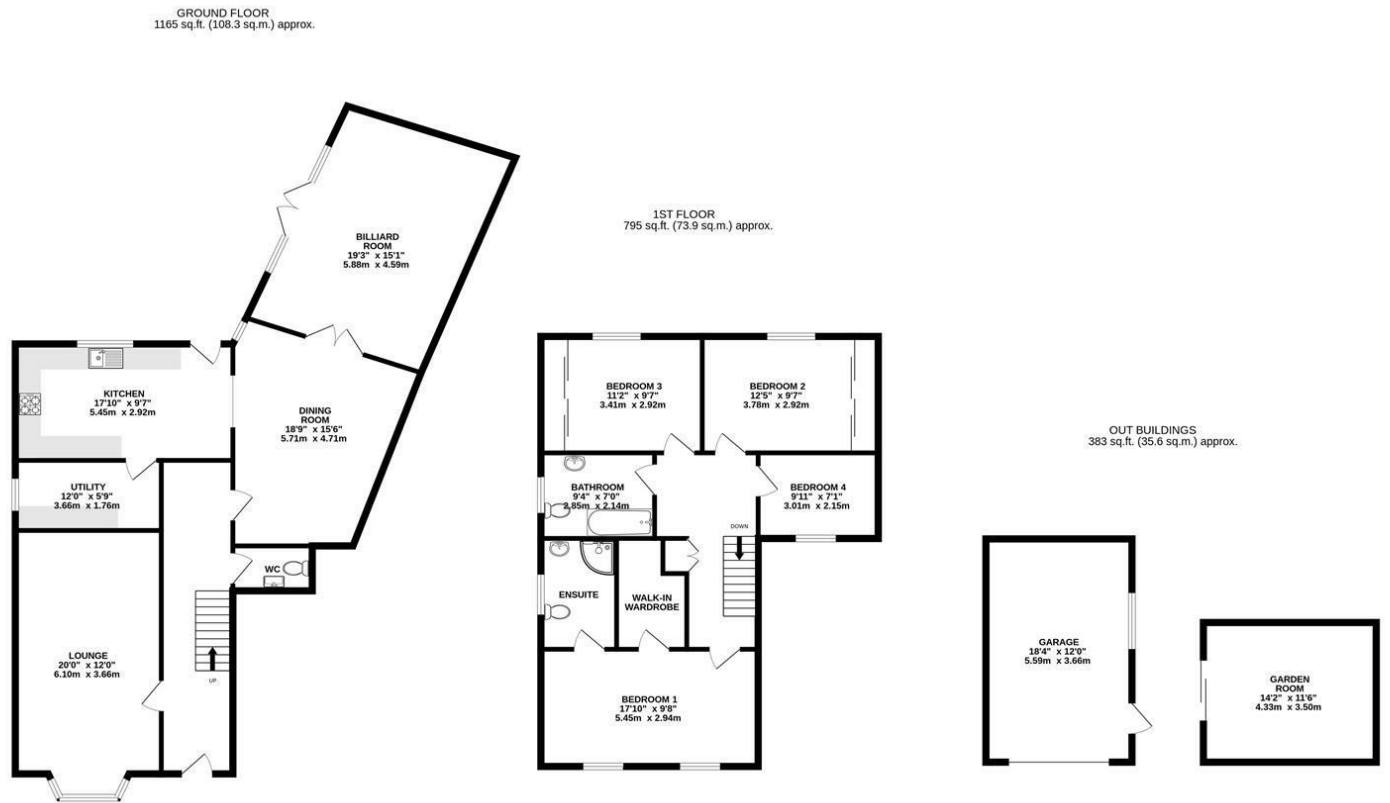 GROUND FLOOR
1165 sq.ft. (108.3 sq.m.) approx.
BILLIARD
ROOM
19'3" x 15'1"
5.88m x 4.59m
KITCHEN
17'10" x 9'7"
5.45m x 2.92m
DINING
ROOM
18'9" x 15'6"
5.71m x 4.71m
UTILITY
12'0" x 5'9"
3.66m x 1.76m
WC
LOUNGE
20'0" x 12'0"
6.10m x 3.66m
UP
1ST FLOOR
795 sq.ft. (73.9 sq.m.) approx.
BEDROOM 3
11'2" x 9'7"
3.41m x 2.92m
BEDROOM 2
12'5" x 9'7"
3.78m x 2.92m
BATHROOM
9'4" x 7'0"
2.85m x 2.14m
BEDROOM 4
9'11" x 7'1"
3.01m x 2.15m
DOWN
ENSUITE
WALK-IN
WARDROBE
BEDROOM 1
17'10" x 9'8"
5.45m x 2.94m
OUT BUILDINGS
383 sq.ft. (35.6 sq.m.) approx.
GARAGE
18'4" x 12'0"
5.59m x 3.66m
GARDEN
ROOM
14'2" x 11'6"
4.33m x 3.50m